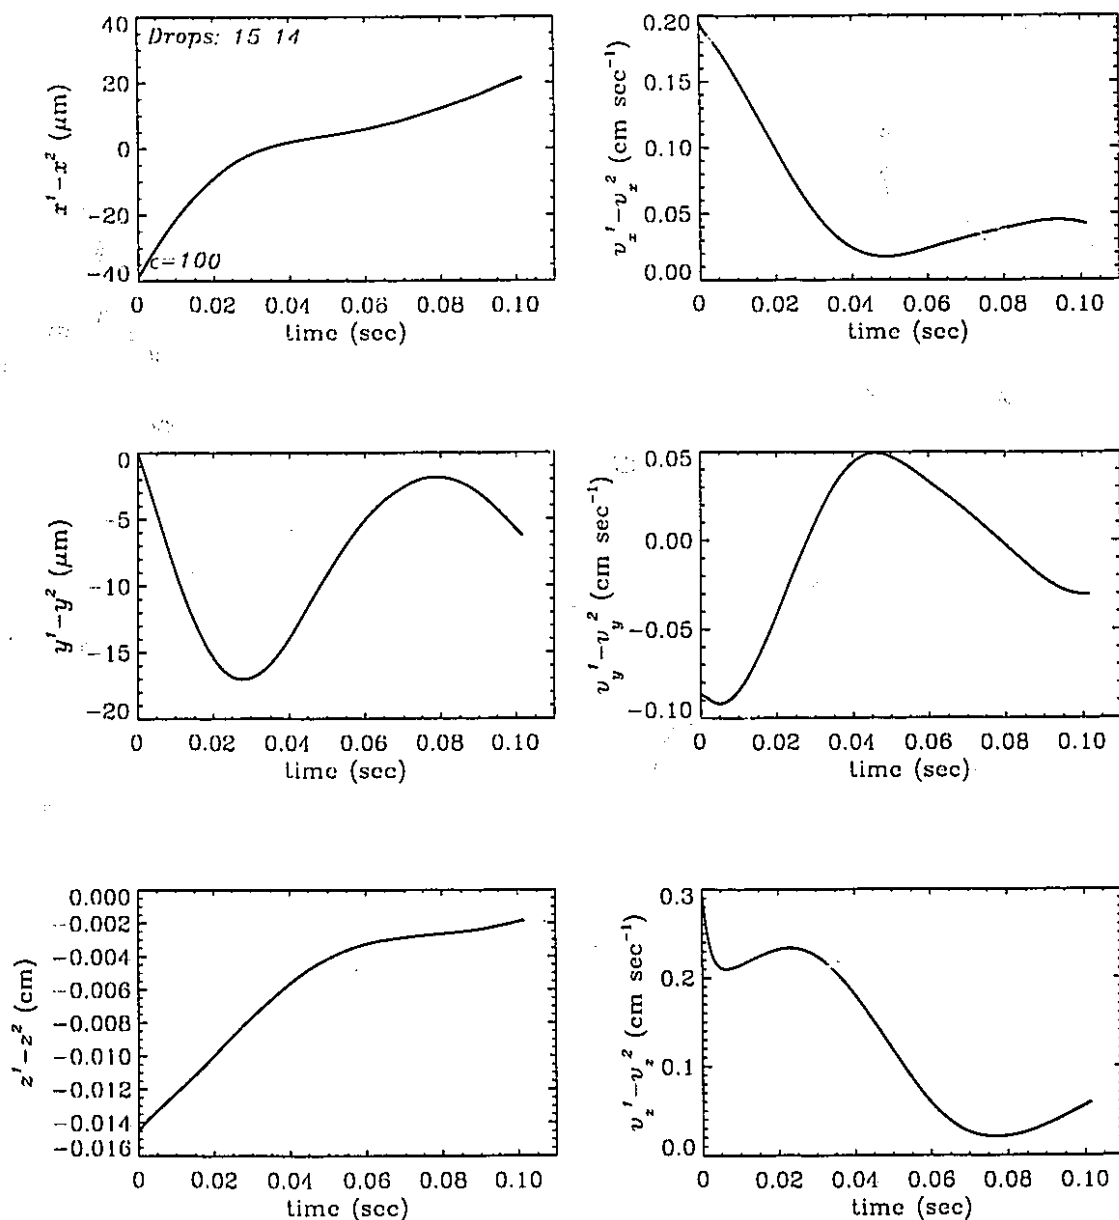 Drops: 15 14
40
20
0
−20
−40
x¹−x² (μm)
ε=100
0 0.02 0.04 0.06 0.08 0.10
time (sec)
0.20
0.15
0.10
0.05
0.00
v_x¹−v_x² (cm sec⁻¹)
0 0.02 0.04 0.06 0.08 0.10
time (sec)
0
−5
−10
−15
−20
y¹−y² (μm)
0 0.02 0.04 0.06 0.08 0.10
time (sec)
0.05
0.00
−0.05
−0.10
v_y¹−v_y² (cm sec⁻¹)
0 0.02 0.04 0.06 0.08 0.10
time (sec)
0.000
−0.002
−0.004
−0.006
−0.008
−0.010
−0.012
−0.014
−0.016
z¹−z² (cm)
0 0.02 0.04 0.06 0.08 0.10
time (sec)
0.3
0.2
0.1
0.0
v_z¹−v_z² (cm sec⁻¹)
0 0.02 0.04 0.06 0.08 0.10
time (sec)